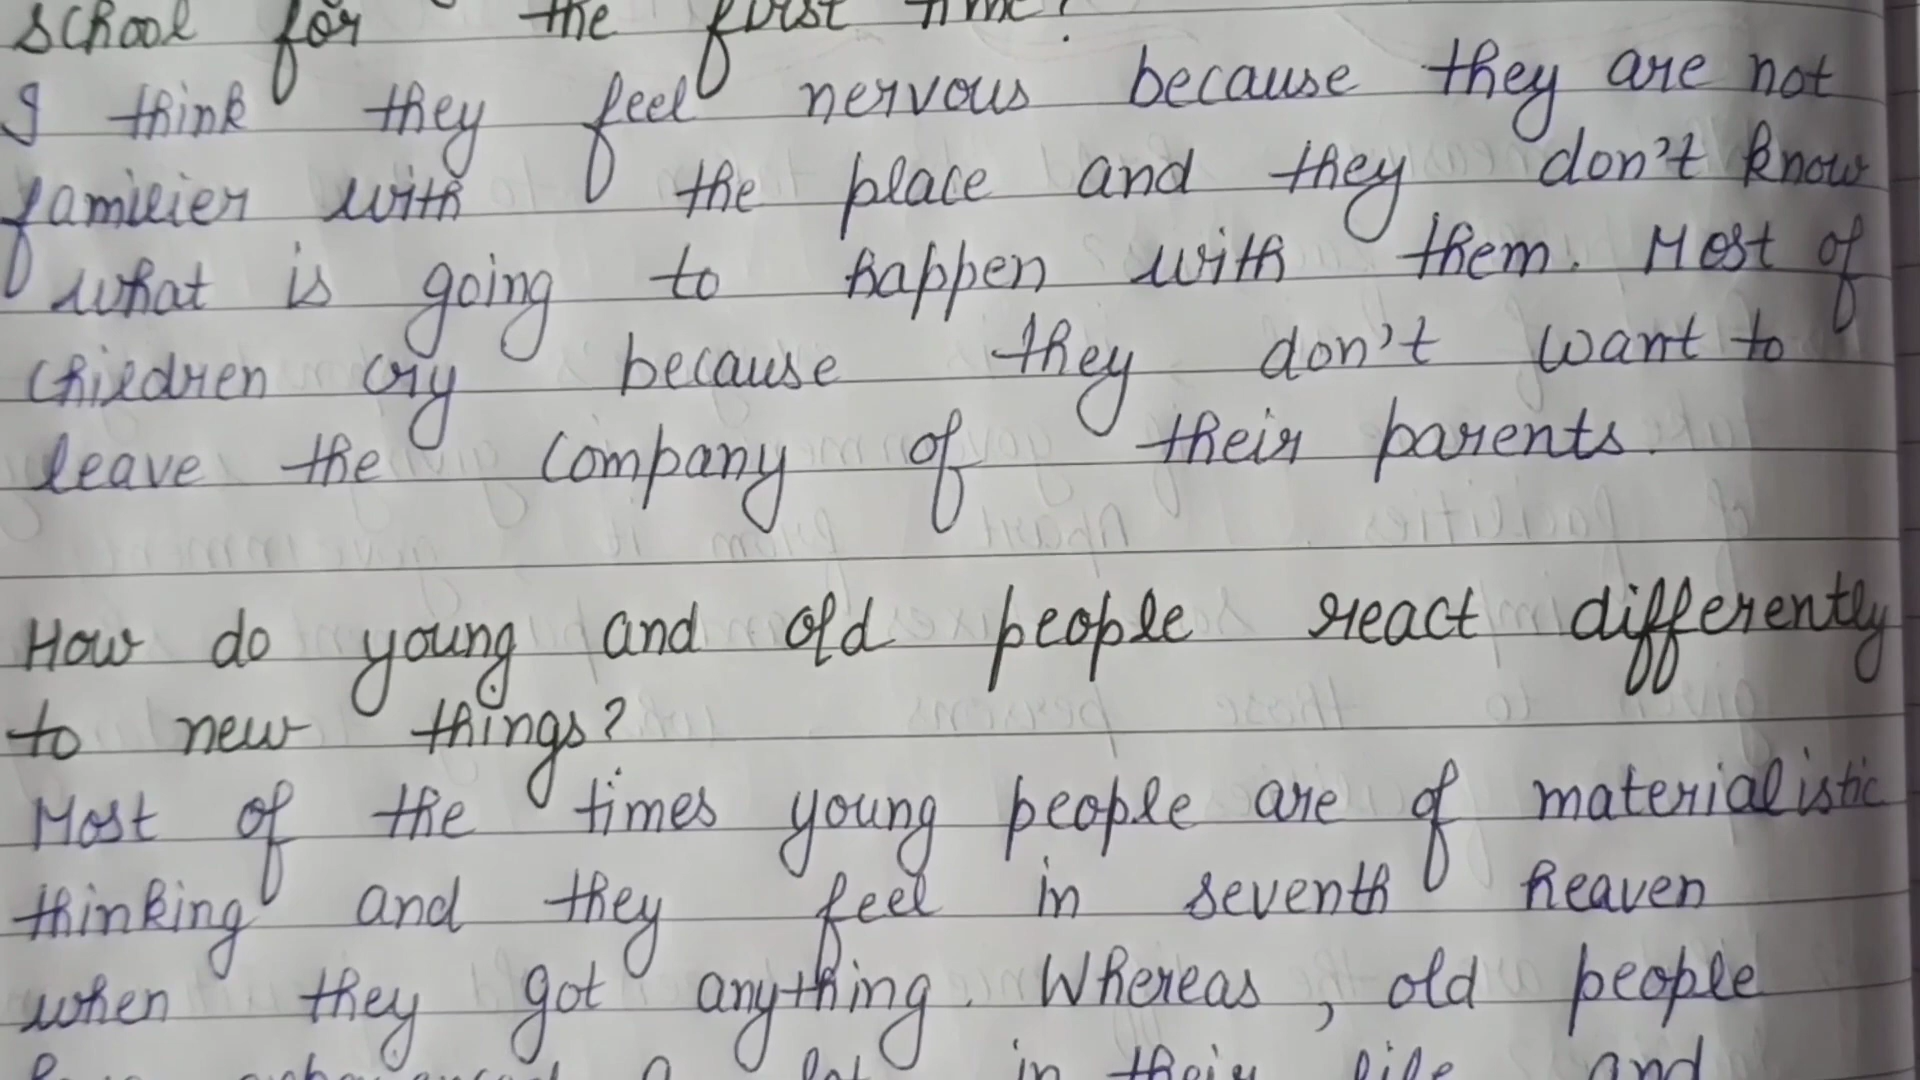 school for the first time?
I think they feel nervous because they are not
familier with the place and they don't know
what is going to happen with them. Most of
children cry because they don't want to
leave the company of their parents.
How do young and old people react differently
to new things?
Most of the times young people are of materialistic
thinking and they feel in seventh heaven
when they got anything. Whereas, old people
in their life and